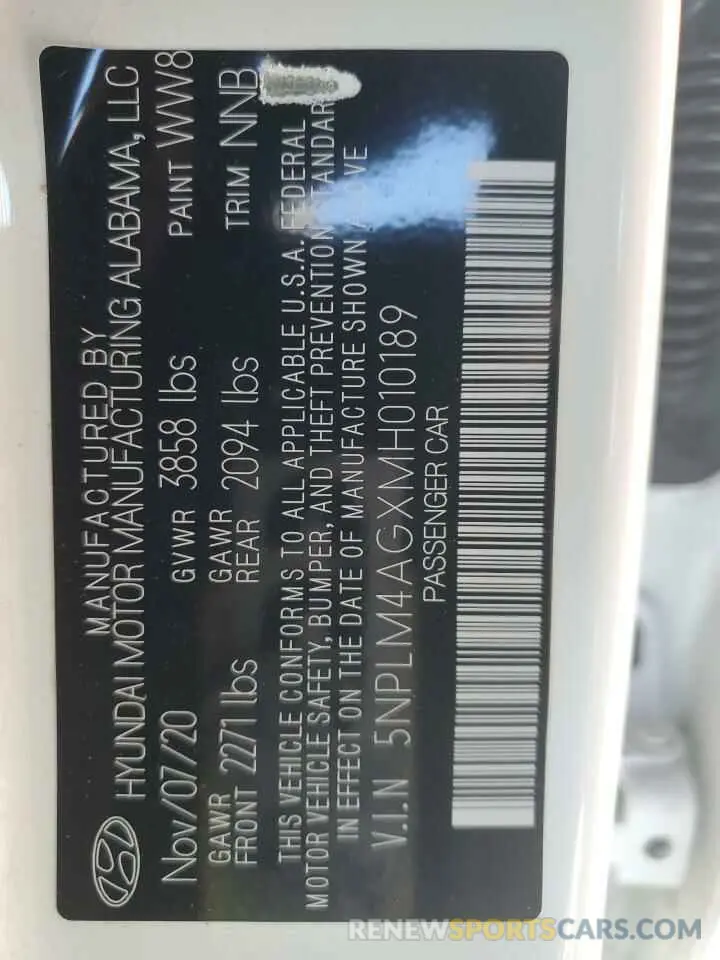 MANUFACTURED BY
HYUNDAI MOTOR MANUFACTURING ALABAMA, LLC
Nov/07/20 GVWR 3858 lbs PAINT WW8
GAWR FRONT 2271 lbs GAWR REAR 2094 lbs TRIM NNB
THIS VEHICLE CONFORMS TO ALL APPLICABLE U.S.A. FEDERAL
MOTOR VEHICLE SAFETY, BUMPER, AND THEFT PREVENTION STANDAR
IN EFFECT ON THE DATE OF MANUFACTURE SHOWN ABOVE
V.I.N 5NPLM4AGXMH010189
PASSENGER CAR
RENEWSPORTSCARS.COM